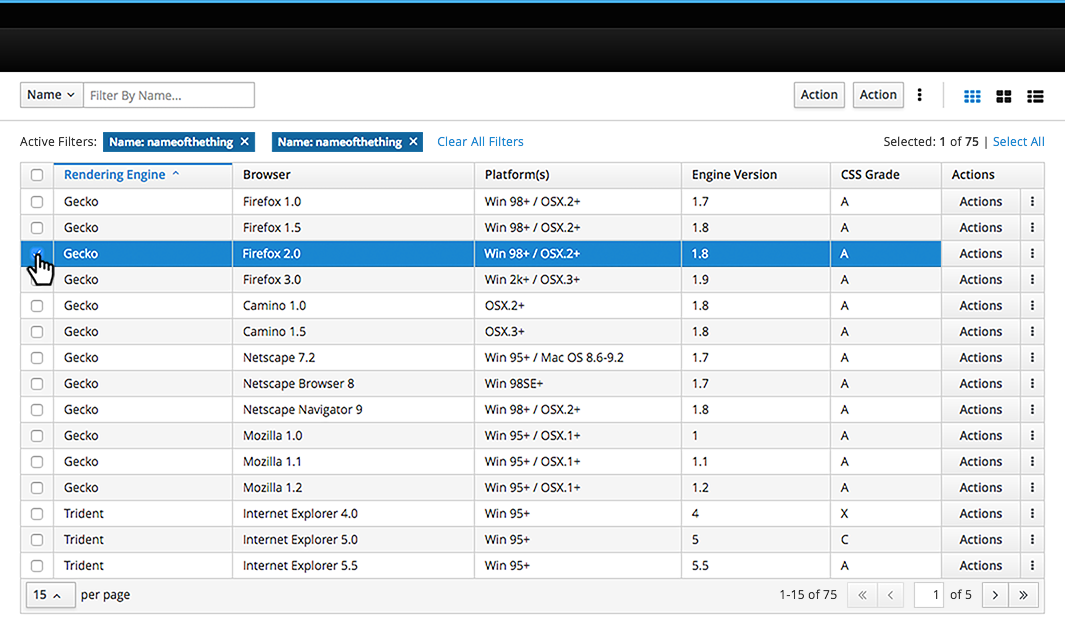 Name Filter By Name... Action Action
Active Filters: Name: nameofthething × Name: nameofthething × Clear All Filters Selected: 1 of 75 | Select All
Rendering Engine Browser Platform(s) Engine Version CSS Grade Actions
Gecko Firefox 1.0 Win 98+ / OSX.2+ 1.7 A Actions
Gecko Firefox 1.5 Win 98+ / OSX.2+ 1.8 A Actions
Gecko Firefox 2.0 Win 98+ / OSX.2+ 1.8 A Actions
Gecko Firefox 3.0 Win 2k+ / OSX.3+ 1.9 A Actions
Gecko Camino 1.0 OSX.2+ 1.8 A Actions
Gecko Camino 1.5 OSX.3+ 1.8 A Actions
Gecko Netscape 7.2 Win 95+ / Mac OS 8.6-9.2 1.7 A Actions
Gecko Netscape Browser 8 Win 98SE+ 1.7 A Actions
Gecko Netscape Navigator 9 Win 98+ / OSX.2+ 1.8 A Actions
Gecko Mozilla 1.0 Win 95+ / OSX.1+ 1 A Actions
Gecko Mozilla 1.1 Win 95+ / OSX.1+ 1.1 A Actions
Gecko Mozilla 1.2 Win 95+ / OSX.1+ 1.2 A Actions
Trident Internet Explorer 4.0 Win 95+ 4 X Actions
Trident Internet Explorer 5.0 Win 95+ 5 C Actions
Trident Internet Explorer 5.5 Win 95+ 5.5 A Actions
15 per page 1-15 of 75 « ‹ 1 of 5 › »